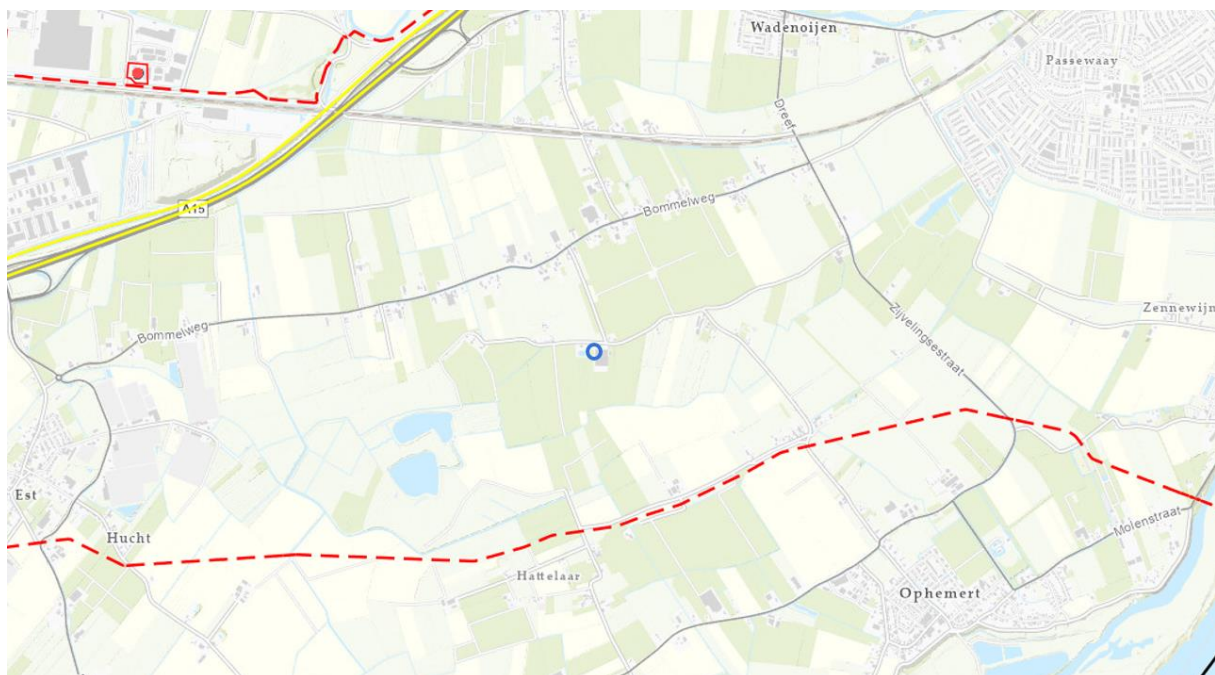 Wadenoijen
Passewaay
Dreef
A15
Bommelweg
Bommelweg
Zijvelingsestraat
Zennewijn
Est
Hucht
Molenstraat
Hattelaar
Ophemert